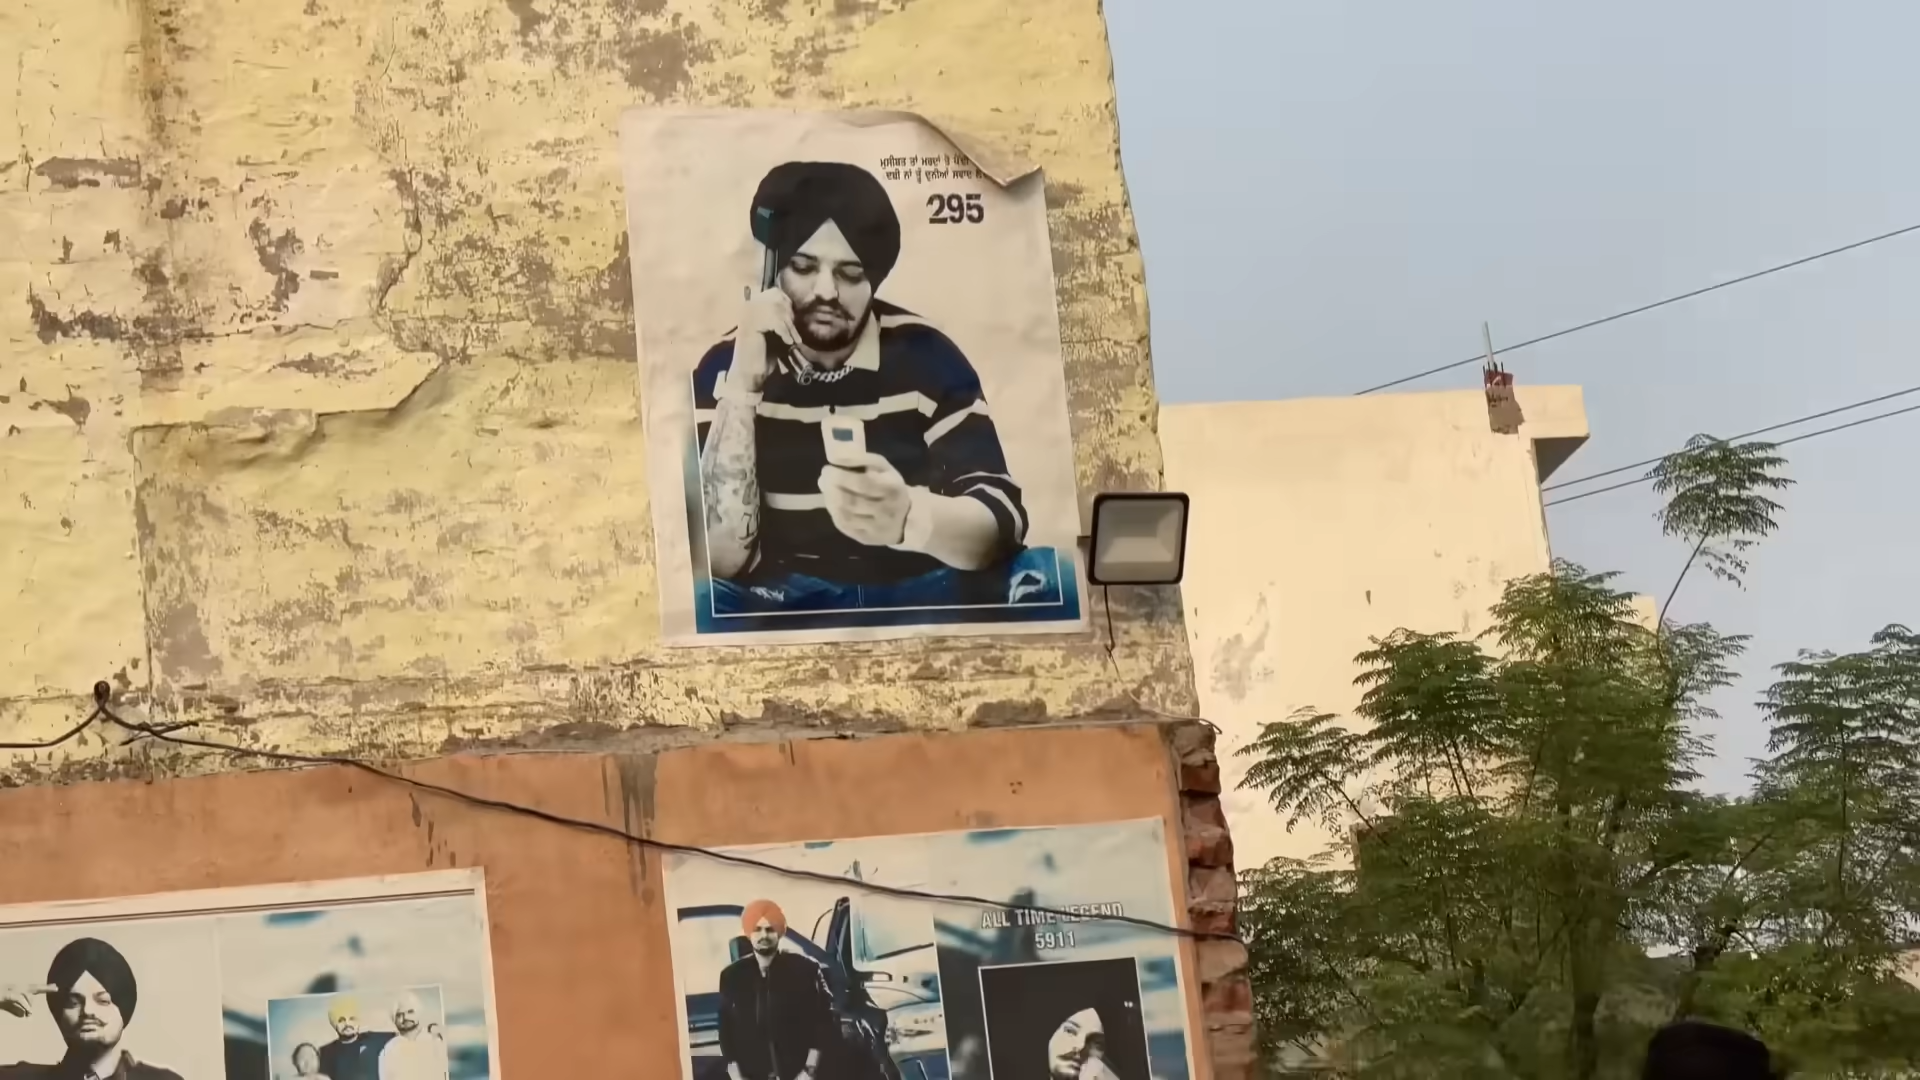 ਮੁਸੀਬਤ ਤਾਂ ਮਰਦਾਂ ਤੇ ਪੈਂਦੀ
ਦਬੀ ਨਾਂ ਤੂੰ ਦੁਨੀਆਂ ਸਵਾਦ
295
ALL TIME LEGEND
5911